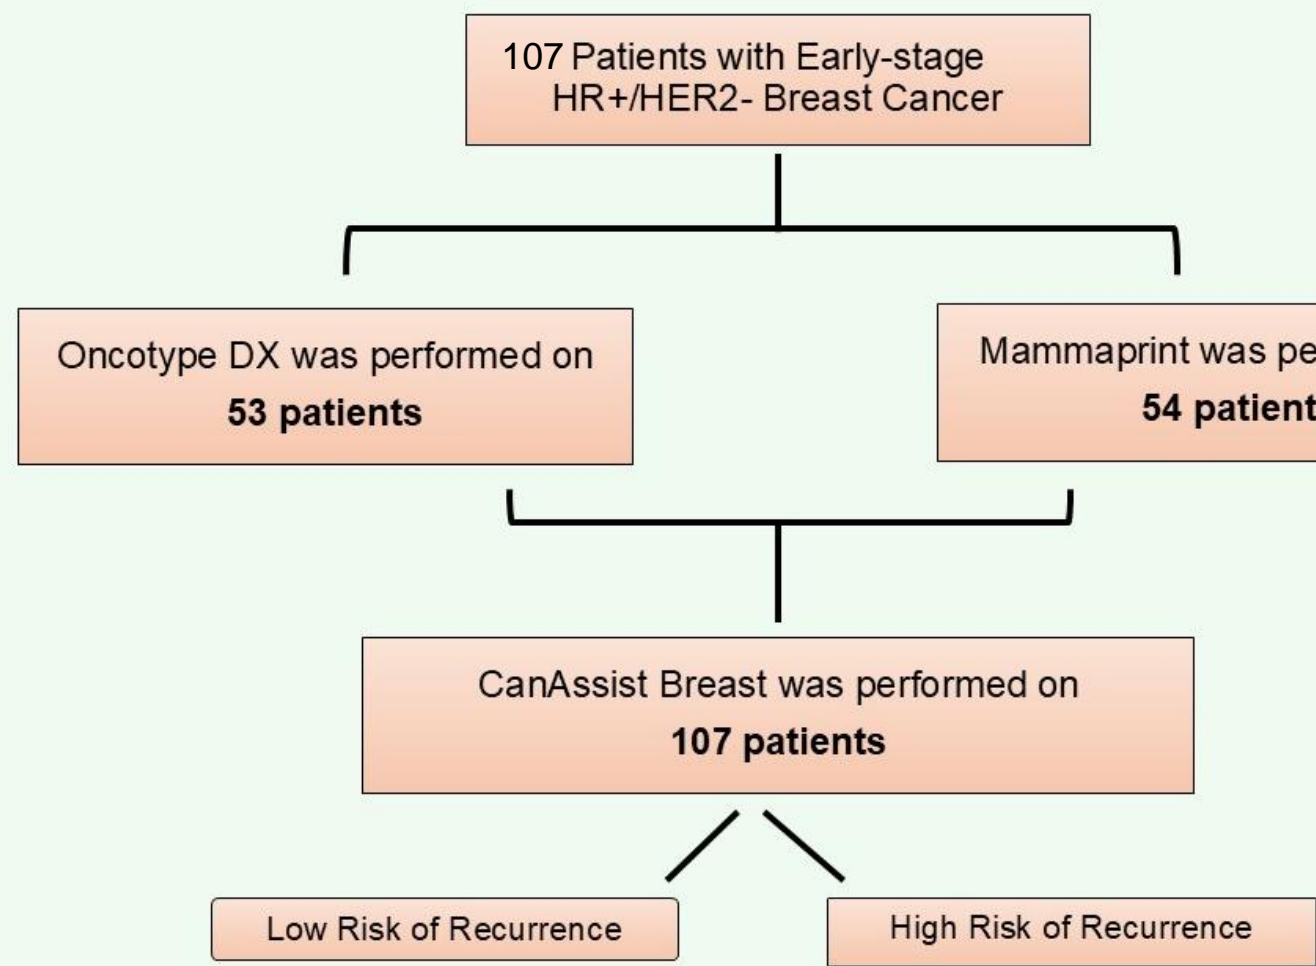 107 Patients with Early-stage
HR+/HER2- Breast Cancer
Oncotype DX was performed on
53 patients
Mammaprint was pe
54 patient
CanAssist Breast was performed on
107 patients
Low Risk of Recurrence
High Risk of Recurrence